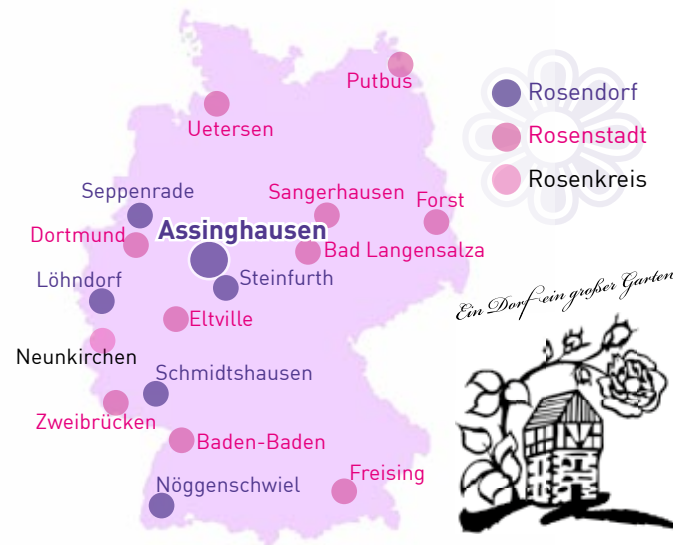 Putbus
Rosendorf
Uetersen
Rosenstadt
Rosenkreis
Seppenrade
Sangerhausen
Forst
Assinghausen
Dortmund
Bad Langensalza
Löhndorf
Steinfurth
Ein Dorf-ein großer Garten
Eltville
Neunkirchen
Schmidtshausen
Zweibrücken
Baden-Baden
Freising
Nöggenschwiel